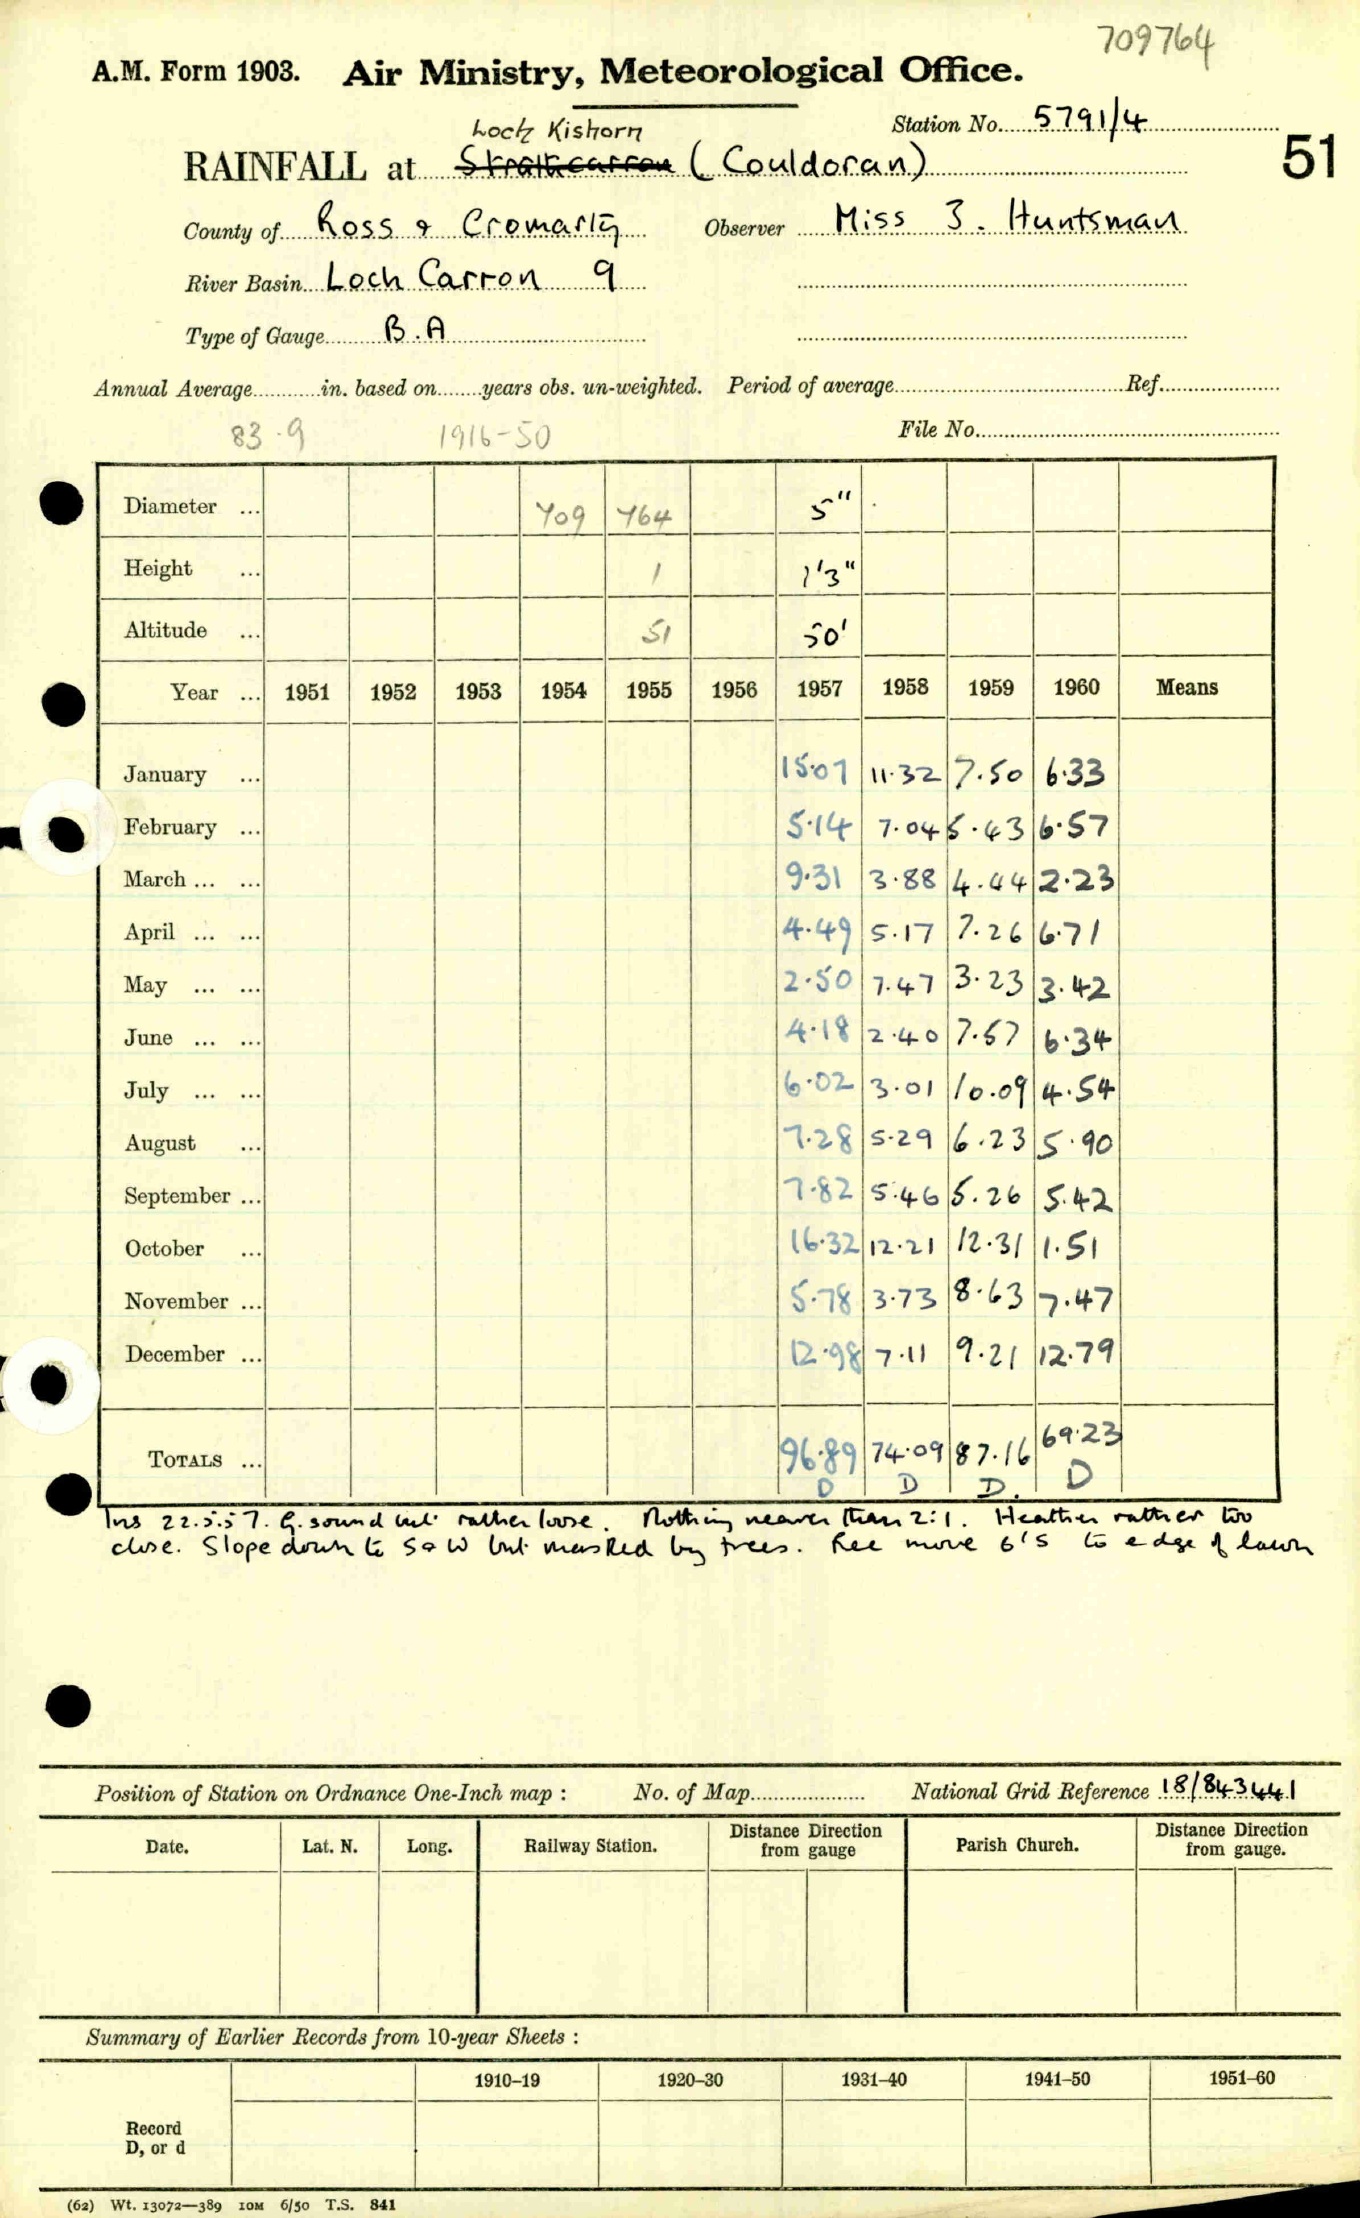 709764
A.M. Form 1903. Air Ministry, Meteorological Office.
Station No. 5791/4
51
Loch Kishorn
RAINFALL at Strathcarron (Couldoran)
County of Ross & Cromarty Observer Miss J. Huntsman
River Basin Loch Carron 9
Type of Gauge B.A
Annual Average in. based on years obs. un-weighted. Period of average Ref.
83.9 1916-50 File No.
Diameter ... 709 764 5"
Height ... 1 1'3"
Altitude ... 51 50'
Year ... 1951 1952 1953 1954 1955 1956 1957 1958 1959 1960 Means
January ... 15.07 11.32 7.50 6.33
February ... 5.14 7.04 5.43 6.57
March ... ... 9.31 3.88 4.44 2.23
April ... ... 4.49 5.17 7.26 6.71
May ... ... 2.50 7.47 3.23 3.42
June ... ... 4.18 2.40 7.57 6.34
July ... ... 6.02 3.01 10.09 4.54
August ... 7.28 5.29 6.23 5.90
September ... 7.82 5.46 5.26 5.42
October ... 16.32 12.21 12.31 1.51
November ... 5.78 3.73 8.63 7.47
December ... 12.98 7.11 9.21 12.79
TOTALS ... 96.89 74.09 87.16 69.23
D D D. D
Ins 22.5.57. G. sound but rather loose. Nothing nearer than 2:1. Heather rather too
close. Slope down to S & W but masked by trees. Rec move 6'S to edge of lawn
Position of Station on Ordnance One-Inch map : No. of Map National Grid Reference 18/843441
Date. Lat. N. Long. Railway Station. Distance Direction from gauge Parish Church. Distance Direction from gauge.
Summary of Earlier Records from 10-year Sheets :
1910–19 1920–30 1931–40 1941–50 1951–60
Record
D, or d
(62) Wt. 13072—389 10M 6/50 T.S. 841